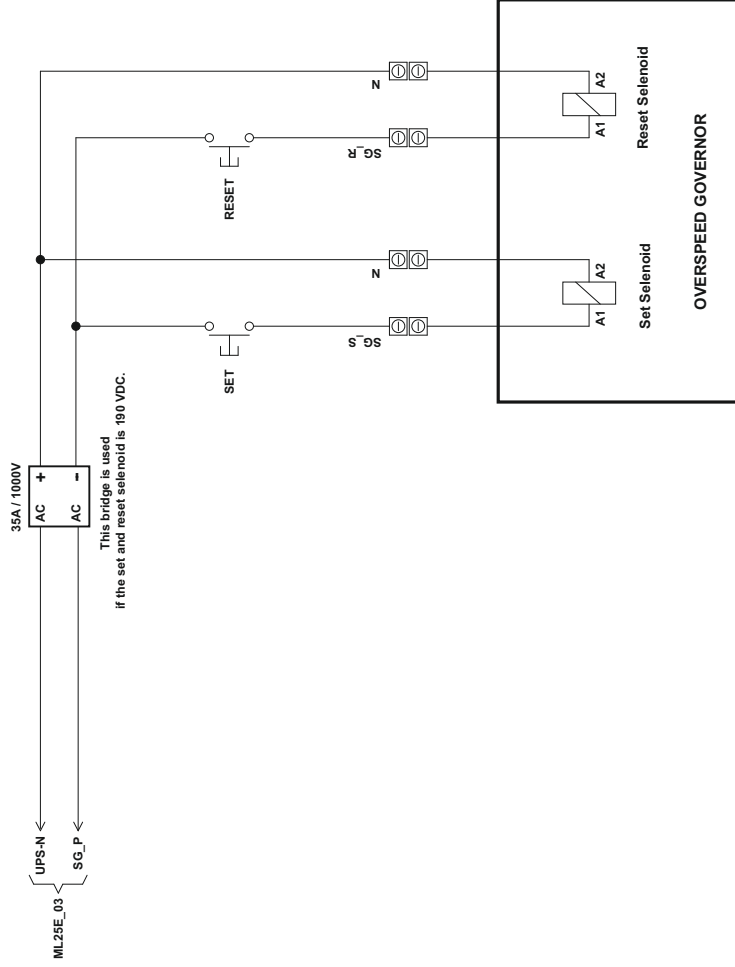 ML25E_03
UPS-N
SG_P
35A / 1000V
AC +
AC -
This bridge is used
if the set and reset selenoid is 190 VDC.
SET
RESET
SG_S
N
SG_R
N
A1 A2
Set Selenoid
A1 A2
Reset Selenoid
OVERSPEED GOVERNOR